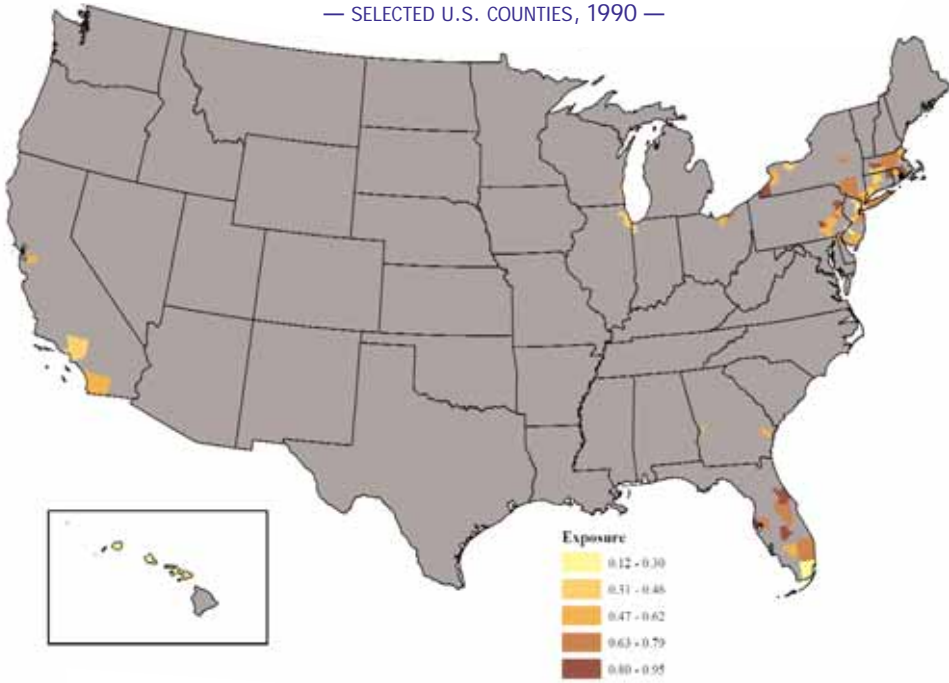 — SELECTED U.S. COUNTIES, 1990 —
Exposure
0.12 - 0.30
0.31 - 0.46
0.47 - 0.62
0.63 - 0.79
0.80 - 0.95